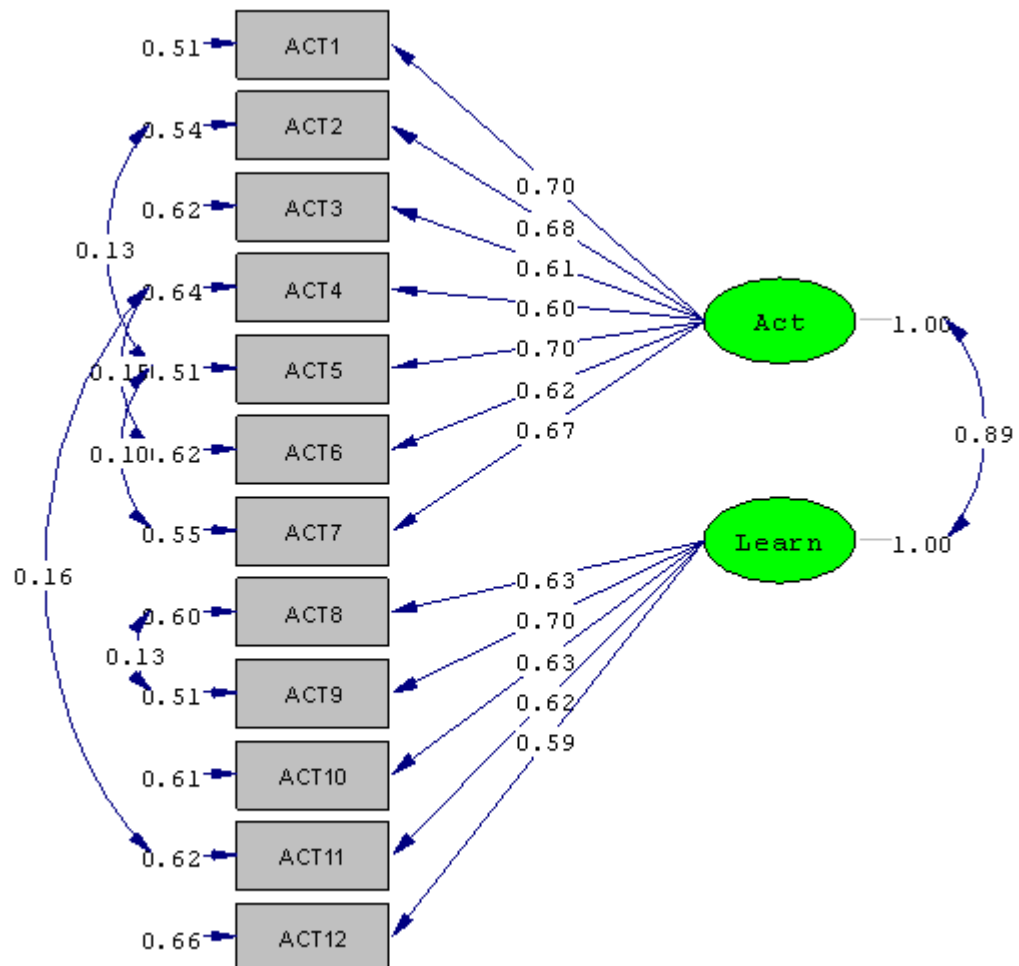 0.51 ACT1
0.54 ACT2
0.70
0.62 ACT3
0.68
0.13
0.61
0.64 ACT4
0.60
Act 1.00
0.70
0.15 .51 ACT5
0.62
0.67
0.89
0.10 .62 ACT6
0.55 ACT7
Learn 1.00
0.16
0.63
0.60 ACT8
0.70
0.13
0.63
0.51 ACT9
0.62
0.59
0.61 ACT10
0.62 ACT11
0.66 ACT12